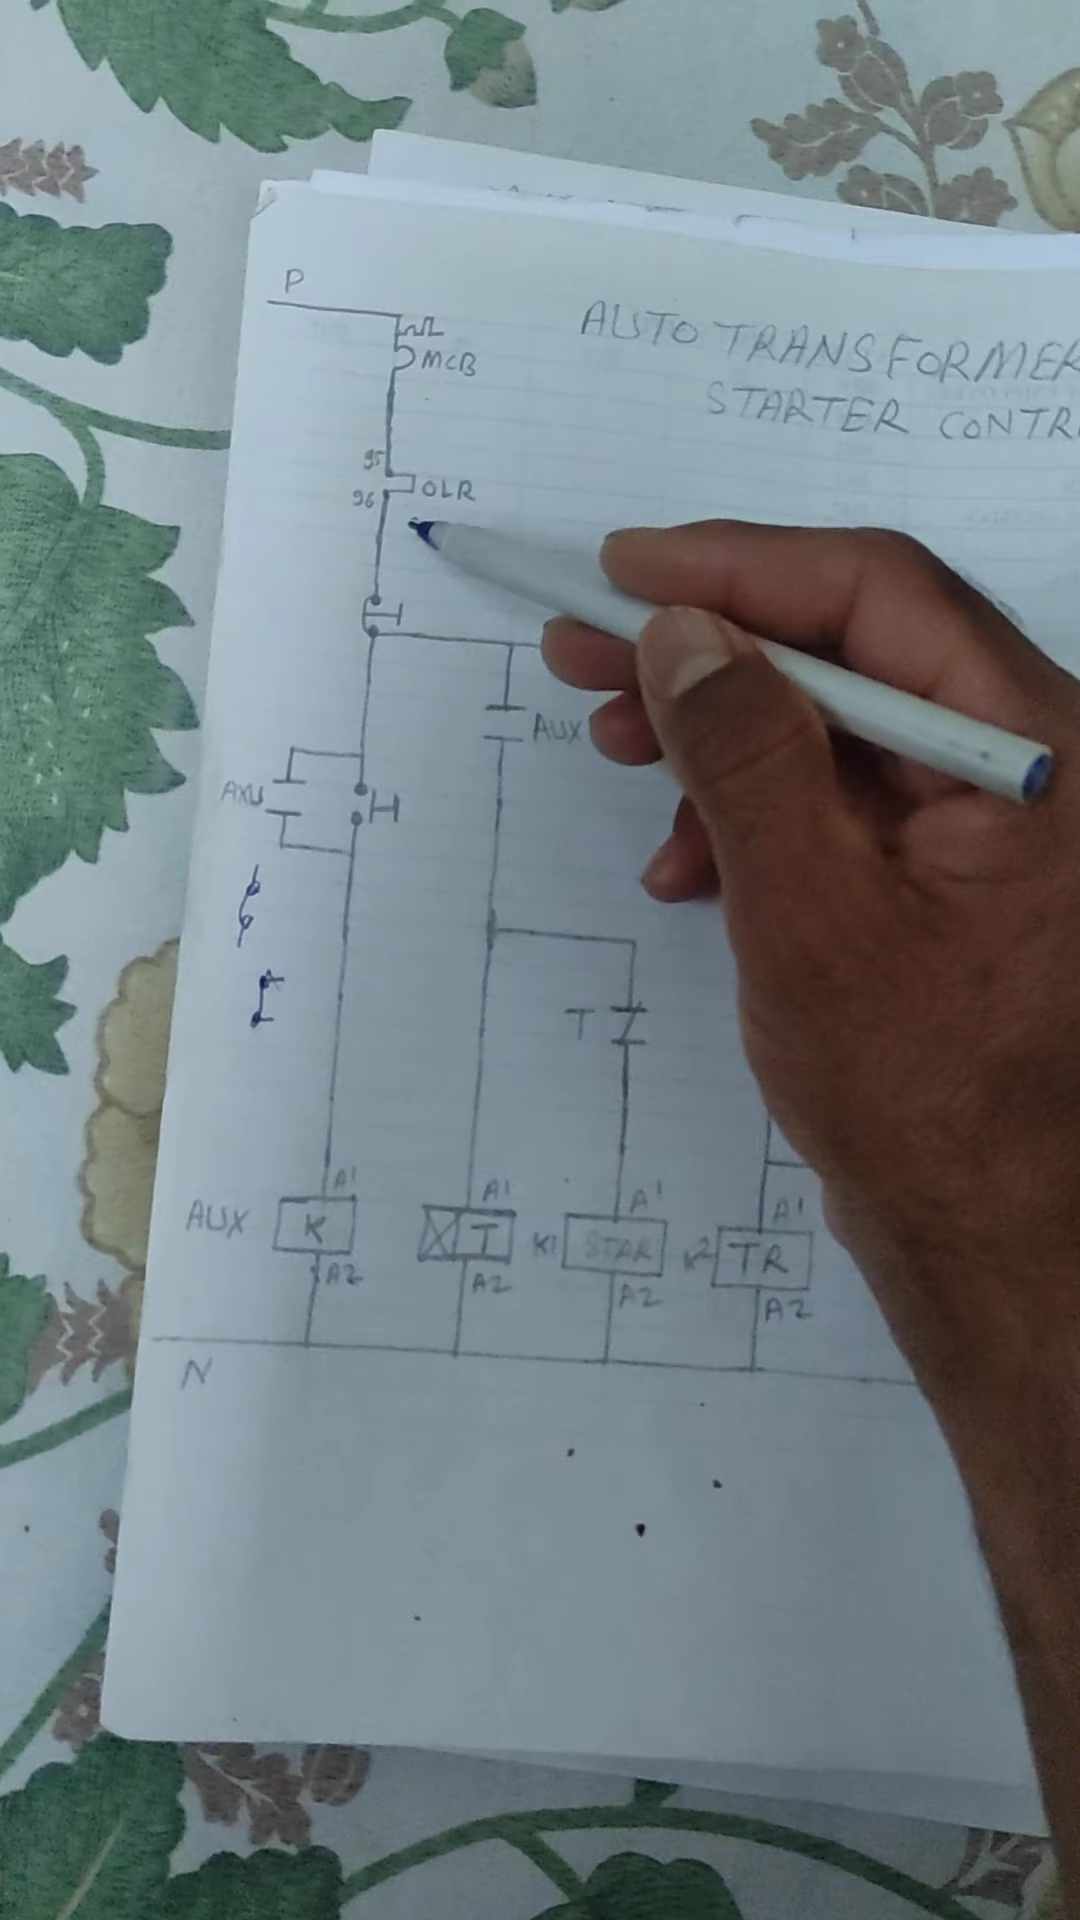 P
AUTO TRANSFORMER
STARTER CONTR
MCB
95
96
OLR
AUX
AXU
T
A1
A1
A1
A1
AUX
K
T
K1
STAR
K2
TR
A2
A2
A2
A2
N